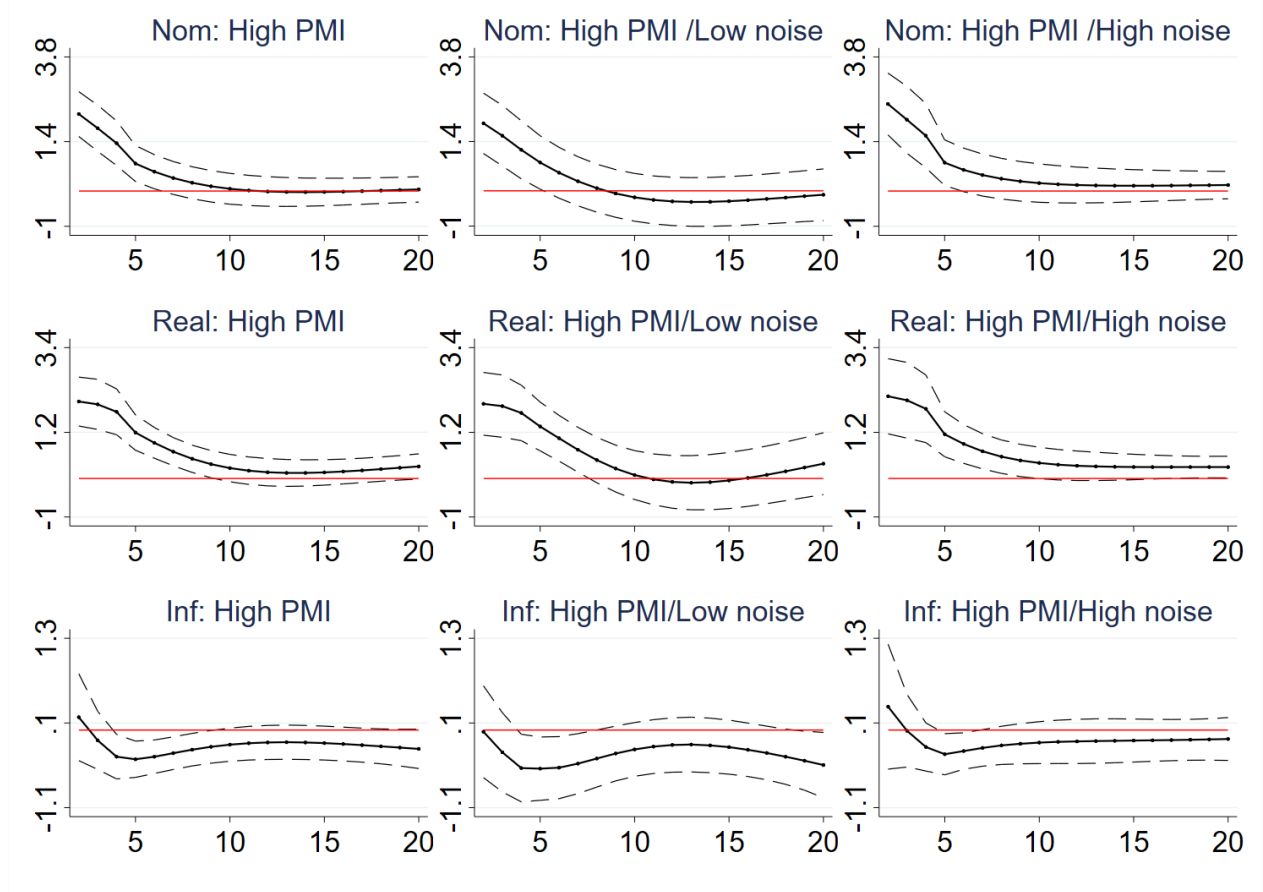 Nom: High PMI
3.8
1.4
-1
5 10 15 20
Nom: High PMI /Low noise
3.8
1.4
-1
5 10 15 20
Nom: High PMI /High noise
3.8
1.4
-1
5 10 15 20
Real: High PMI
3.4
1.2
-1
5 10 15 20
Real: High PMI/Low noise
3.4
1.2
-1
5 10 15 20
Real: High PMI/High noise
3.4
1.2
-1
5 10 15 20
Inf: High PMI
1.3
.1
-1.1
5 10 15 20
Inf: High PMI/Low noise
1.3
.1
-1.1
5 10 15 20
Inf: High PMI/High noise
1.3
.1
-1.1
5 10 15 20